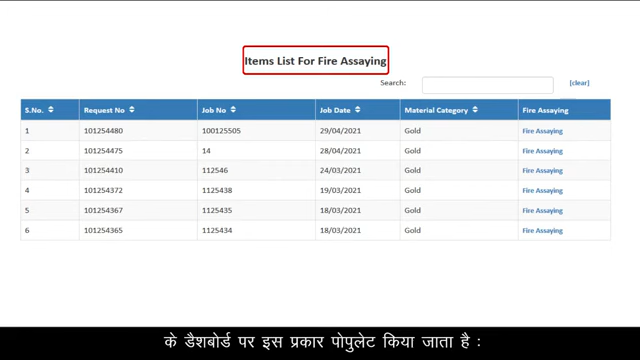 Items List For Fire Assaying
Search: [clear]
S.No. Request No Job No Job Date Material Category Fire Assaying
1 101254480 100125505 29/04/2021 Gold Fire Assaying
2 101254475 14 28/04/2021 Gold Fire Assaying
3 101254410 112546 24/03/2021 Gold Fire Assaying
4 101254372 1125438 19/03/2021 Gold Fire Assaying
5 101254367 1125435 18/03/2021 Gold Fire Assaying
6 101254365 1125434 18/03/2021 Gold Fire Assaying
के डैशबोर्ड पर इस प्रकार पोपुलेट किया जाता है :